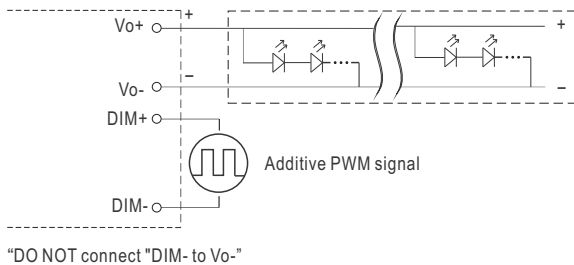 Vo+
+
+
Vo-
–
–
DIM+
Additive PWM signal
DIM-
“DO NOT connect "DIM- to Vo-”